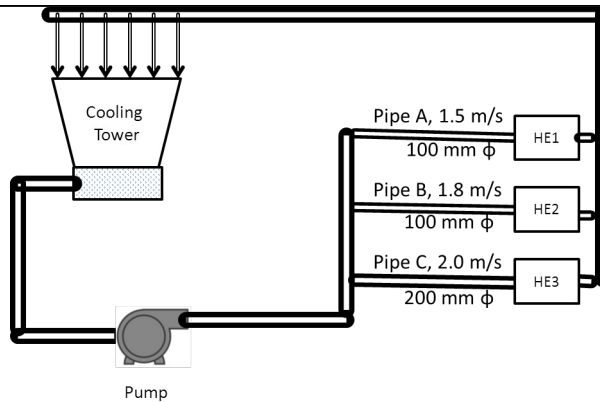 Cooling
Tower
Pipe A, 1.5 m/s
100 mm ф
HE1
Pipe B, 1.8 m/s
100 mm ф
HE2
Pipe C, 2.0 m/s
200 mm ф
HE3
Pump